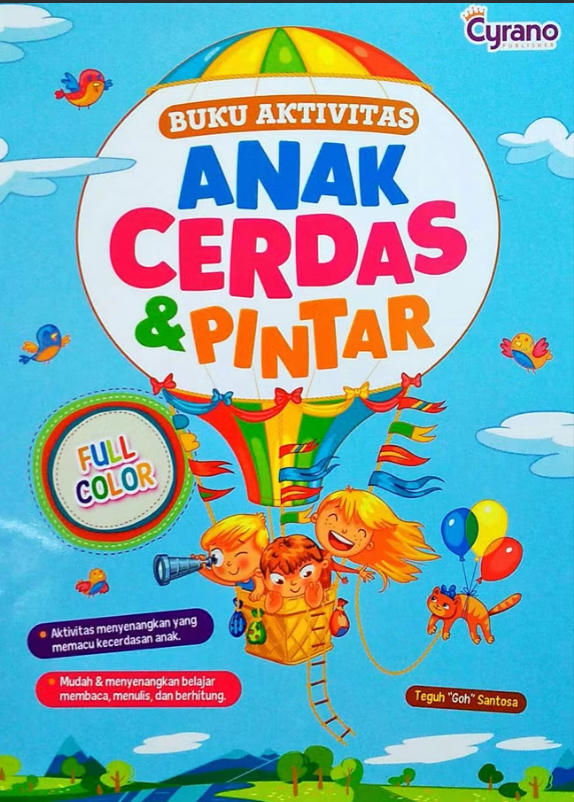 Cyrano
PUBLISHER
BUKU AKTIVITAS
ANAK
CERDAS
& PINTAR
FULL
COLOR
• Aktivitas menyenangkan yang
memacu kecerdasan anak.
• Mudah & menyenangkan belajar
membaca, menulis, dan berhitung.
Teguh "Goh" Santosa